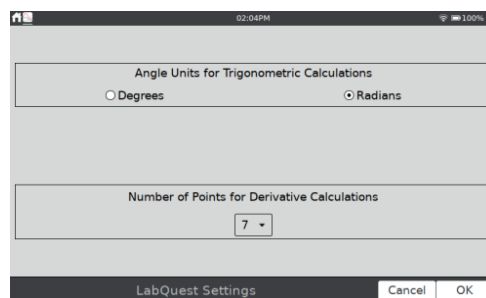 02:04PM 100%
Angle Units for Trigonometric Calculations
Degrees Radians
Number of Points for Derivative Calculations
7
LabQuest Settings Cancel OK